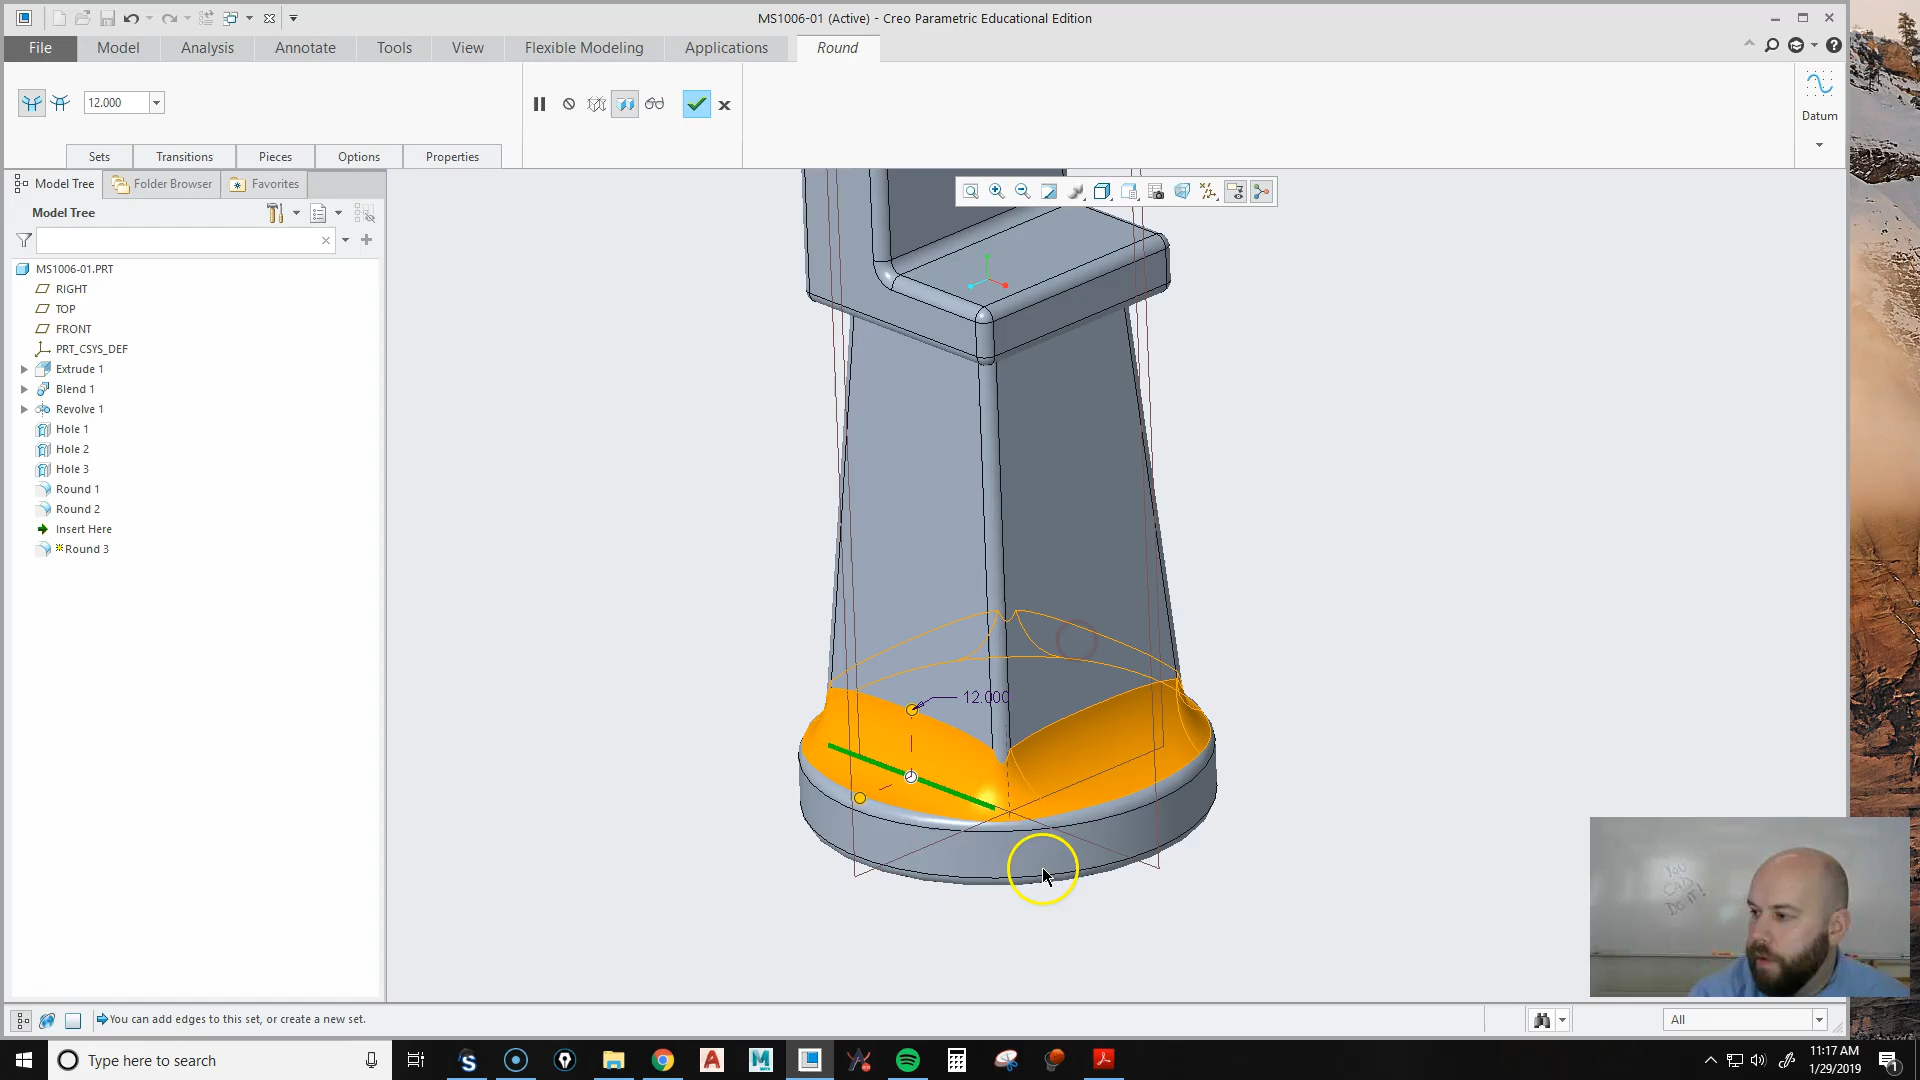 MS1006-01 (Active) - Creo Parametric Educational Edition
File Model Analysis Annotate Tools View Flexible Modeling Applications Round
12.000
Datum
Sets Transitions Pieces Options Properties
Model Tree Folder Browser Favorites
Model Tree
MS1006-01.PRT
RIGHT
TOP
FRONT
PRT_CSYS_DEF
Extrude 1
Blend 1
Revolve 1
Hole 1
Hole 2
Hole 3
Round 1
Round 2
Insert Here
Round 3
12.000
YOU
CAD
DO IT!
You can add edges to this set, or create a new set.
All
Type here to search
11:17 AM
1/29/2019